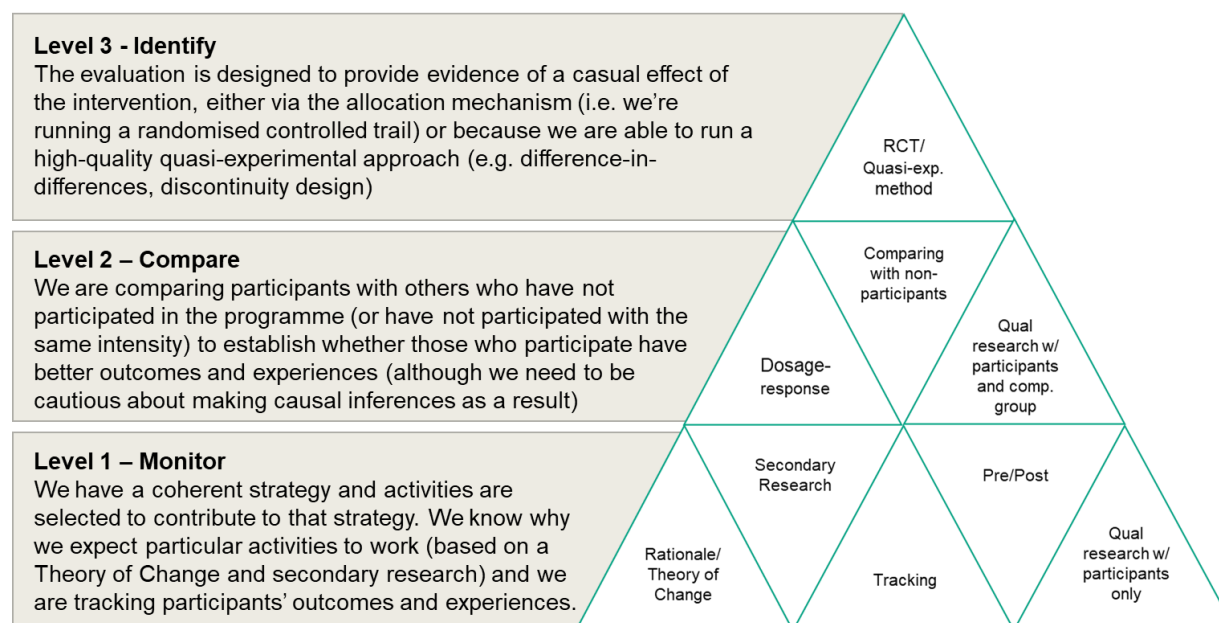 Level 3 - Identify
The evaluation is designed to provide evidence of a casual effect of
the intervention, either via the allocation mechanism (i.e. we're
running a randomised controlled trail) or because we are able to run a
high-quality quasi-experimental approach (e.g. difference-in-
differences, discontinuity design)
RCT/
Quasi-exp.
method
Level 2 – Compare
We are comparing participants with others who have not
participated in the programme (or have not participated with the
same intensity) to establish whether those who participate have
better outcomes and experiences (although we need to be
cautious about making causal inferences as a result)
Dosage-
response
Comparing
with non-
participants
Qual
research w/
participants
and comp.
group
Level 1 – Monitor
We have a coherent strategy and activities are
selected to contribute to that strategy. We know why
we expect particular activities to work (based on a
Theory of Change and secondary research) and we
are tracking participants' outcomes and experiences.
Rationale/
Theory of
Change
Secondary
Research
Tracking
Pre/Post
Qual
research w/
participants
only